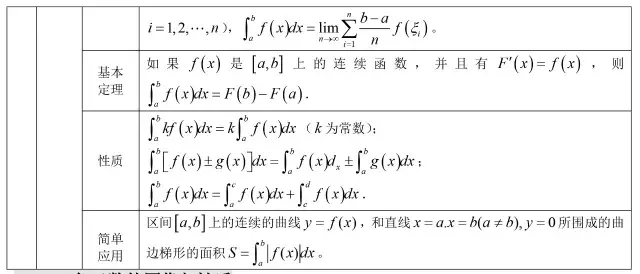 i=1,2,⋯,n), ∫_a^b f(x)dx=lim_{n→∞} ∑_{i=1}^{n} (b−a)/n f(ξ_i)。
基本定理
如果 f(x) 是 [a,b] 上的连续函数，并且有 F′(x)=f(x)，则
∫_a^b f(x)dx=F(b)−F(a).
性质
∫_a^b kf(x)dx=k∫_a^b f(x)dx（k 为常数);
∫_a^b [f(x)±g(x)]dx=∫_a^b f(x)d_x±∫_a^b g(x)dx;
∫_a^b f(x)dx=∫_a^c f(x)dx+∫_c^d f(x)dx.
简单应用
区间[a,b]上的连续的曲线y=f(x)，和直线x=a.x=b(a≠b),y=0所围成的曲
边梯形的面积S=∫_a^b |f(x)|dx。